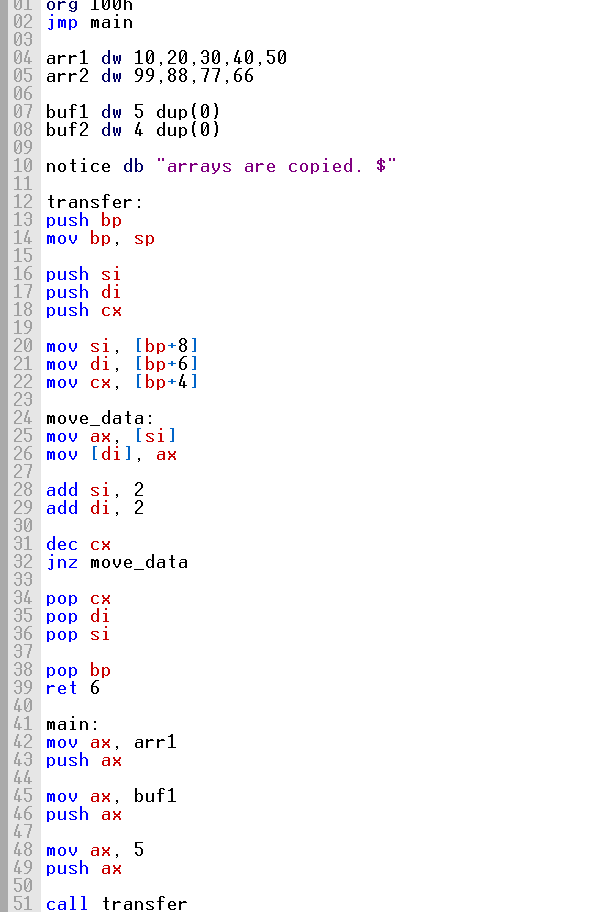 01 org 100h
02 jmp main
03
04 arr1 dw 10,20,30,40,50
05 arr2 dw 99,88,77,66
06
07 buf1 dw 5 dup(0)
08 buf2 dw 4 dup(0)
09
10 notice db "arrays are copied. $"
11
12 transfer:
13 push bp
14 mov bp, sp
15
16 push si
17 push di
18 push cx
19
20 mov si, [bp+8]
21 mov di, [bp+6]
22 mov cx, [bp+4]
23
24 move_data:
25 mov ax, [si]
26 mov [di], ax
27
28 add si, 2
29 add di, 2
30
31 dec cx
32 jnz move_data
33
34 pop cx
35 pop di
36 pop si
37
38 pop bp
39 ret 6
40
41 main:
42 mov ax, arr1
43 push ax
44
45 mov ax, buf1
46 push ax
47
48 mov ax, 5
49 push ax
50
51 call transfer